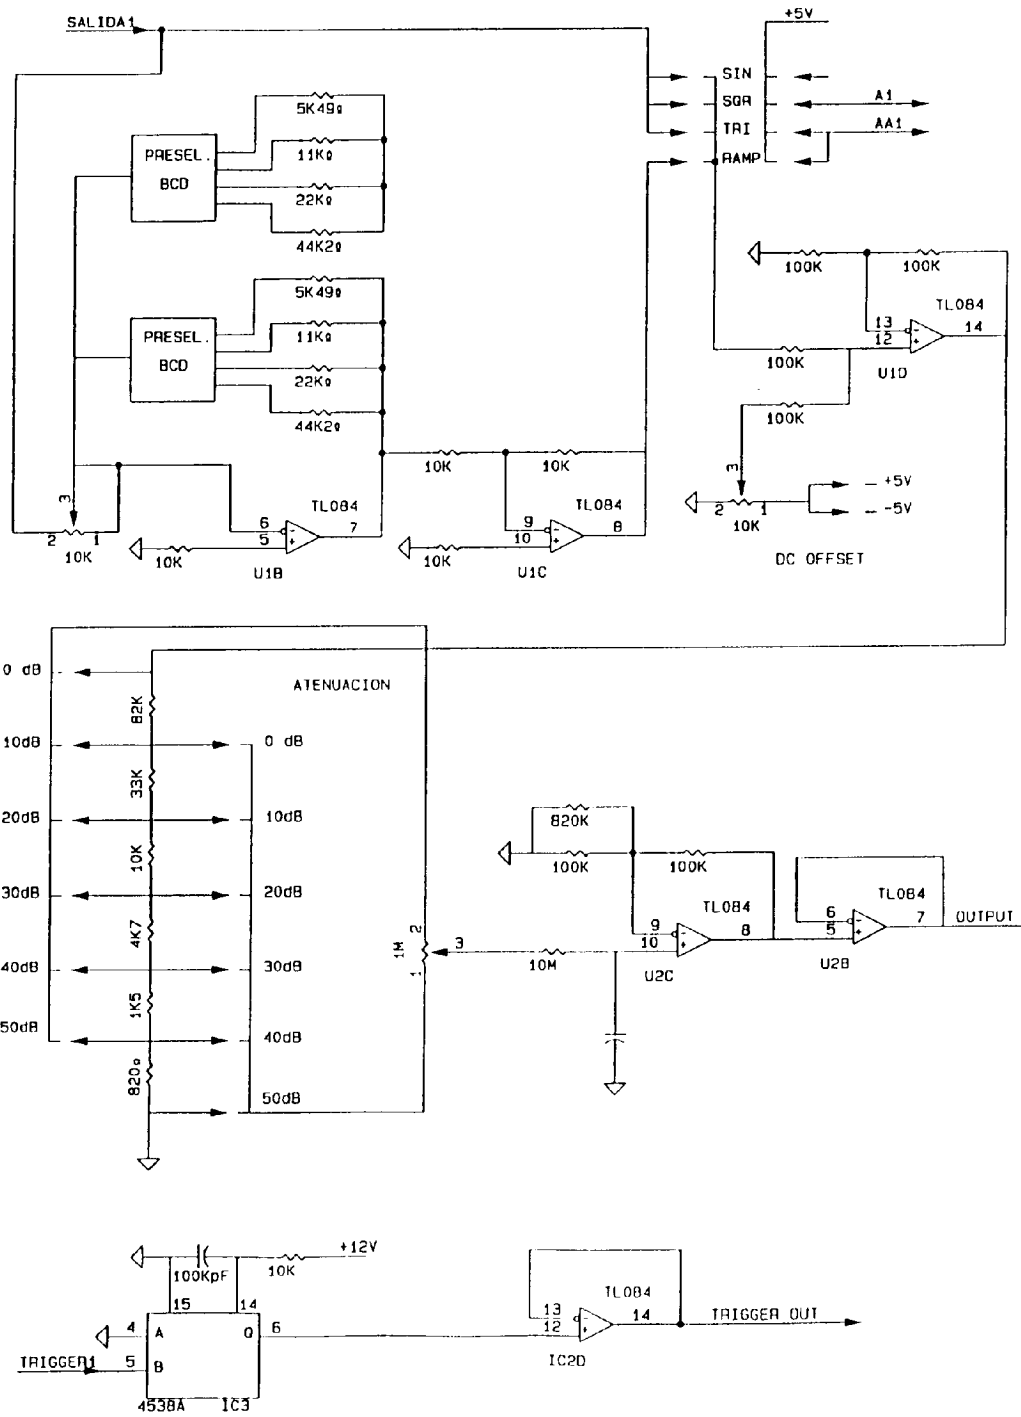 SALIDA1
+5V
SIN
SQR
A1
TRI
AA1
RAMP
5K49Ω
PRESEL.
BCD
11KΩ
22KΩ
44K2Ω
5K49Ω
PRESEL.
BCD
11KΩ
22KΩ
44K2Ω
100K
100K
TL084
13
12
14
U1D
100K
100K
3
2
1
10K
+5V
-5V
DC OFFSET
10K
10K
3
2
1
10K
TL084
6
5
7
10K
U1B
TL084
9
10
8
10K
U1C
0 dB
ATENUACION
82K
10dB
0 dB
33K
20dB
10dB
10K
30dB
20dB
4K7
40dB
30dB
1K5
50dB
40dB
820Ω
50dB
2
1M
1
3
10M
820K
100K
100K
TL084
9
10
8
U2C
TL084
6
5
7
U2B
OUTPUT
+12V
100KpF
10K
15
14
4
A
Q
6
TRIGGER1
5
B
4538A
IC3
TL084
13
12
14
IC2D
TRIGGER OUT